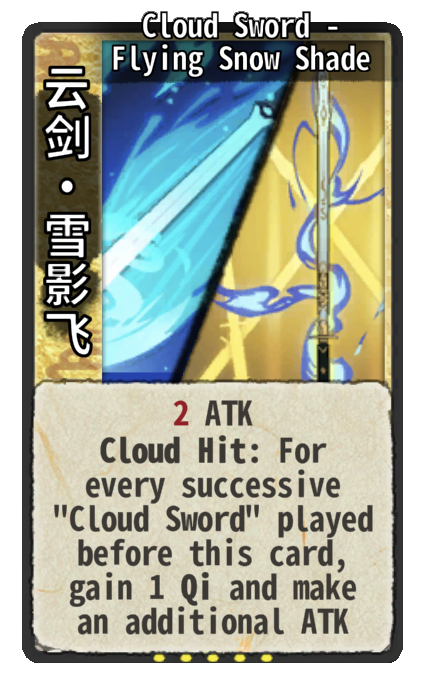 Cloud Sword -
Flying Snow Shade
云剑·雪影飞
2 ATK
Cloud Hit: For
every successive
"Cloud Sword" played
before this card,
gain 1 Qi and make
an additional ATK